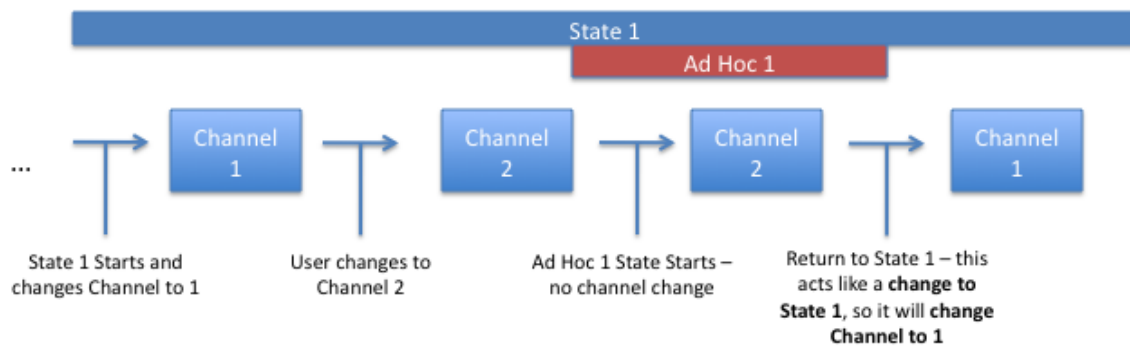 State 1
Ad Hoc 1
...
Channel
1
Channel
2
Channel
2
Channel
1
State 1 Starts and
changes Channel to 1
User changes to
Channel 2
Ad Hoc 1 State Starts –
no channel change
Return to State 1 – this
acts like a change to
State 1, so it will change
Channel to 1